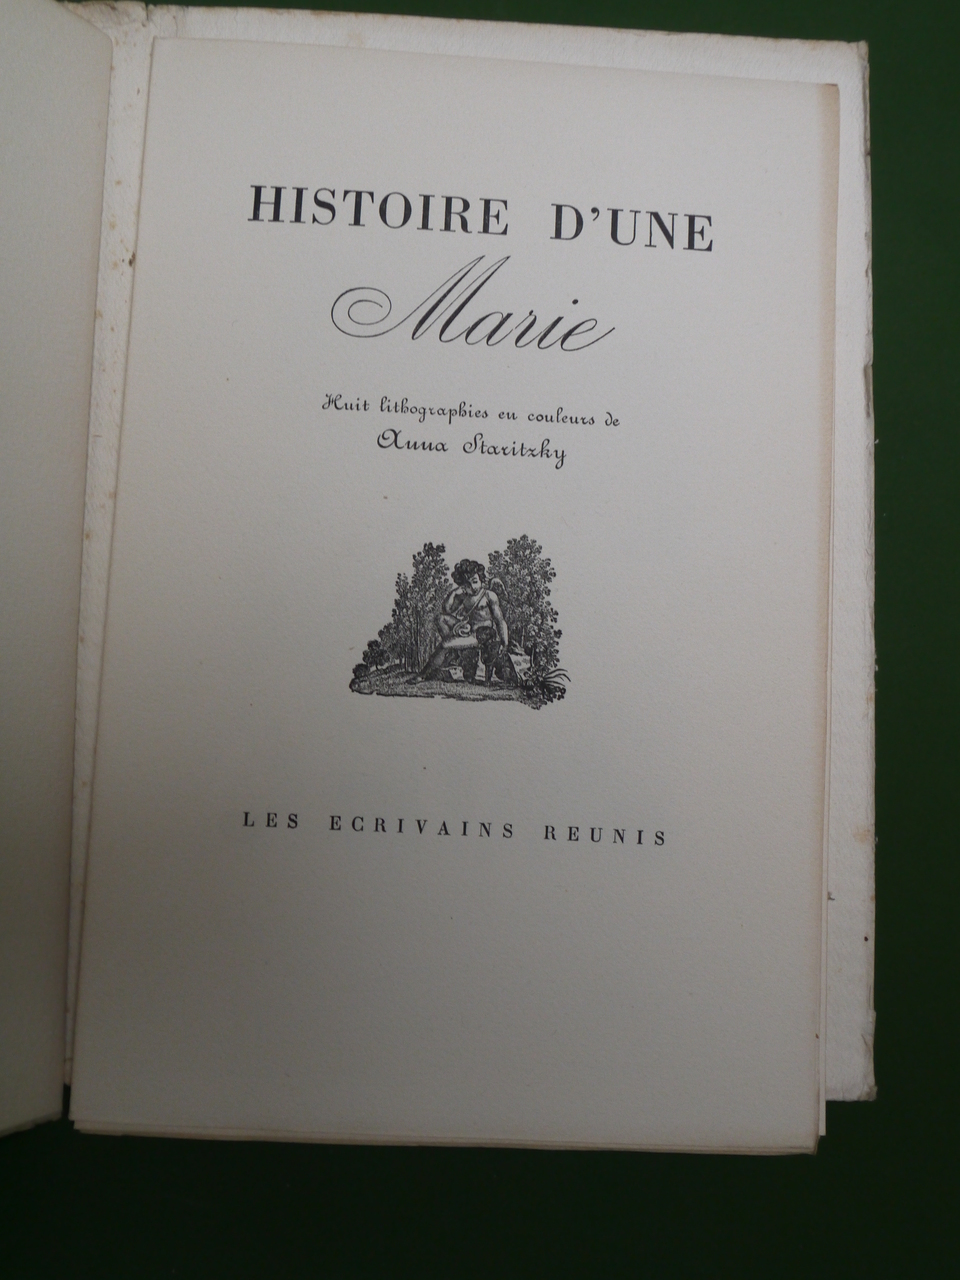 HISTOIRE D'UNE
Marie
Huit lithographies en couleurs de
Anna Staritzky
LES ECRIVAINS REUNIS